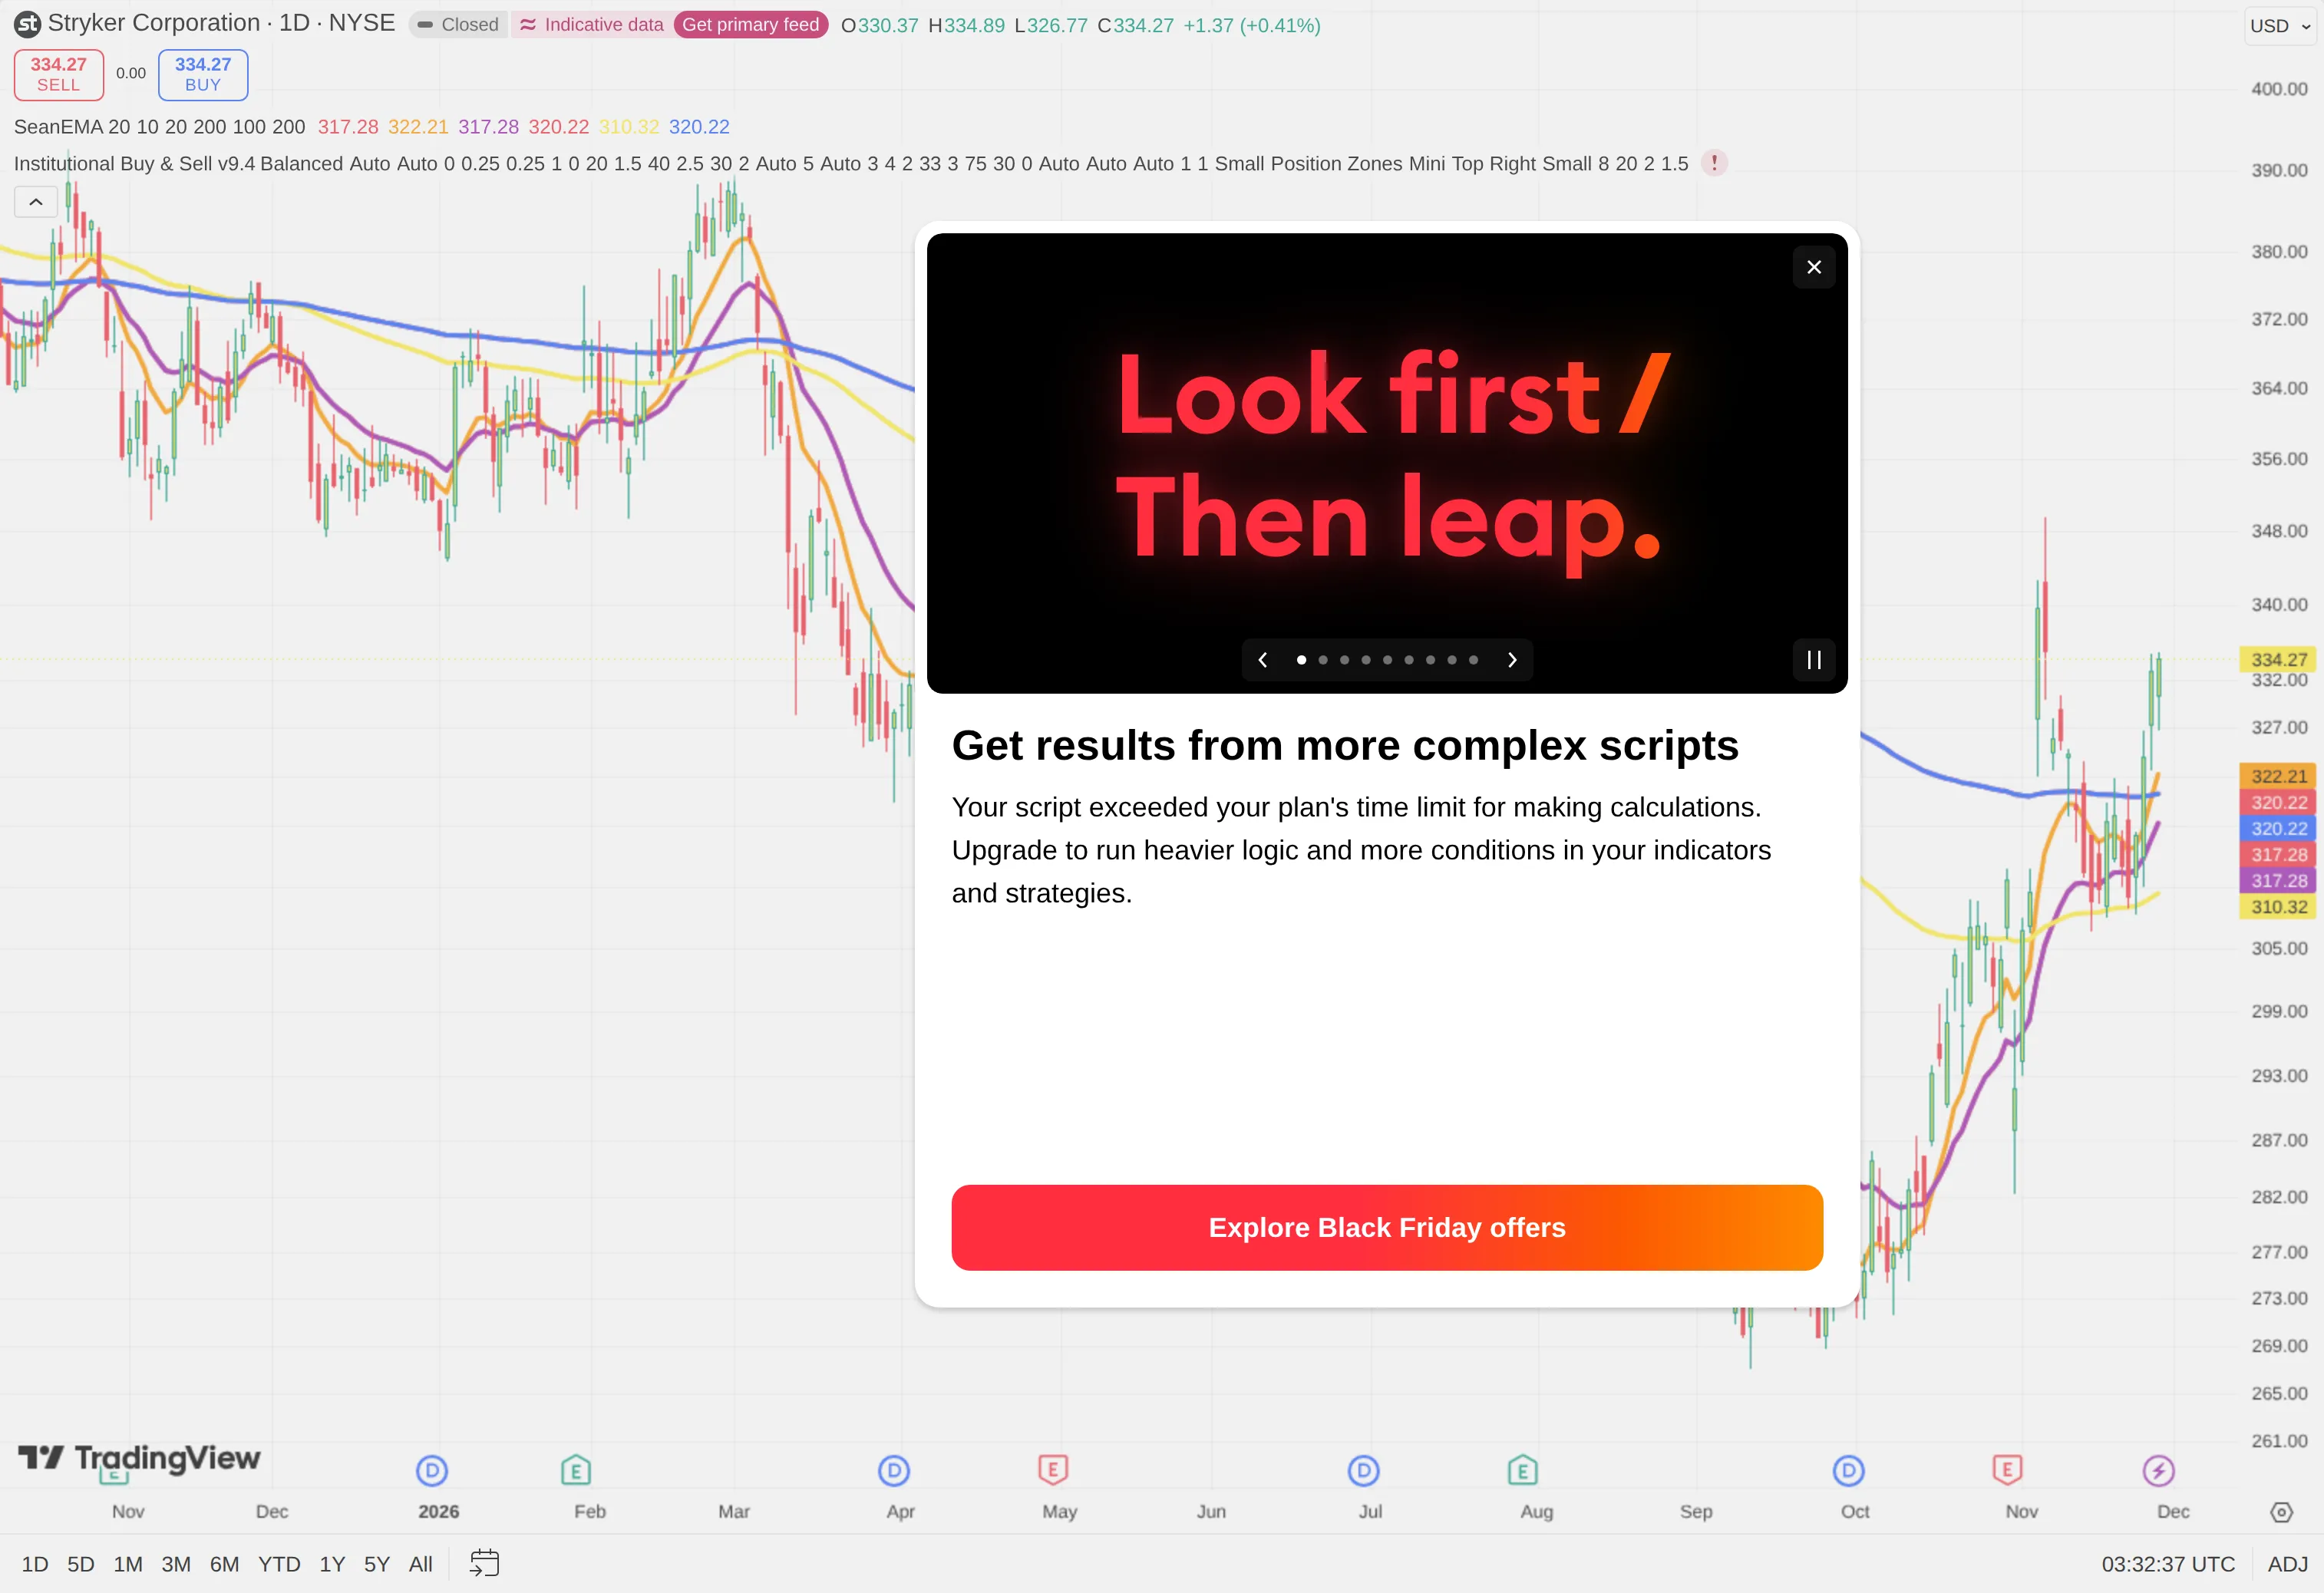 Stryker Corporation · 1D · NYSE Closed Indicative data Get primary feed O330.37 H334.89 L326.77 C334.27 +1.37 (+0.41%)
USD
334.27 SELL
0.00
334.27 BUY
SeanEMA 20 10 20 200 100 200 317.28 322.21 317.28 320.22 310.32 320.22
Institutional Buy & Sell v9.4 Balanced Auto Auto 0 0.25 0.25 1 0 20 1.5 40 2.5 30 2 Auto 5 Auto 3 4 2 33 3 75 30 0 Auto Auto Auto 1 1 Small Position Zones Mini Top Right Small 8 20 2 1.5
Look first /
Then leap.
Get results from more complex scripts
Your script exceeded your plan's time limit for making calculations.
Upgrade to run heavier logic and more conditions in your indicators
and strategies.
Explore Black Friday offers
400.00
390.00
380.00
372.00
364.00
356.00
348.00
340.00
334.27
332.00
327.00
322.21
320.22
320.22
317.28
317.28
310.32
305.00
299.00
293.00
287.00
282.00
277.00
273.00
269.00
265.00
261.00
TradingView
E D E D E D E D E
Nov Dec 2026 Feb Mar Apr May Jun Jul Aug Sep Oct Nov Dec
1D 5D 1M 3M 6M YTD 1Y 5Y All
03:32:37 UTC ADJ